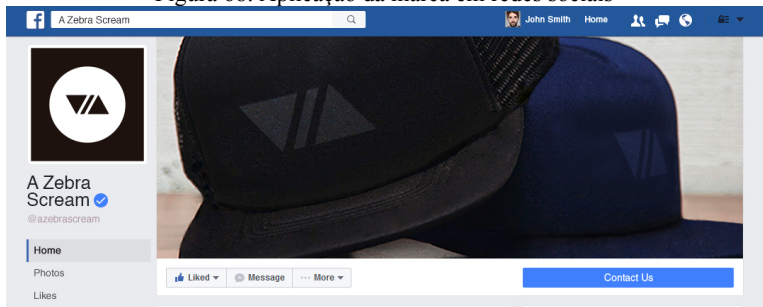 Figura 68: Aplicação da marca em redes sociais
A Zebra Scream
John Smith Home
A Zebra
Scream
@azebrascream
Home
Photos
Likes
Liked
Message
··· More
Contact Us